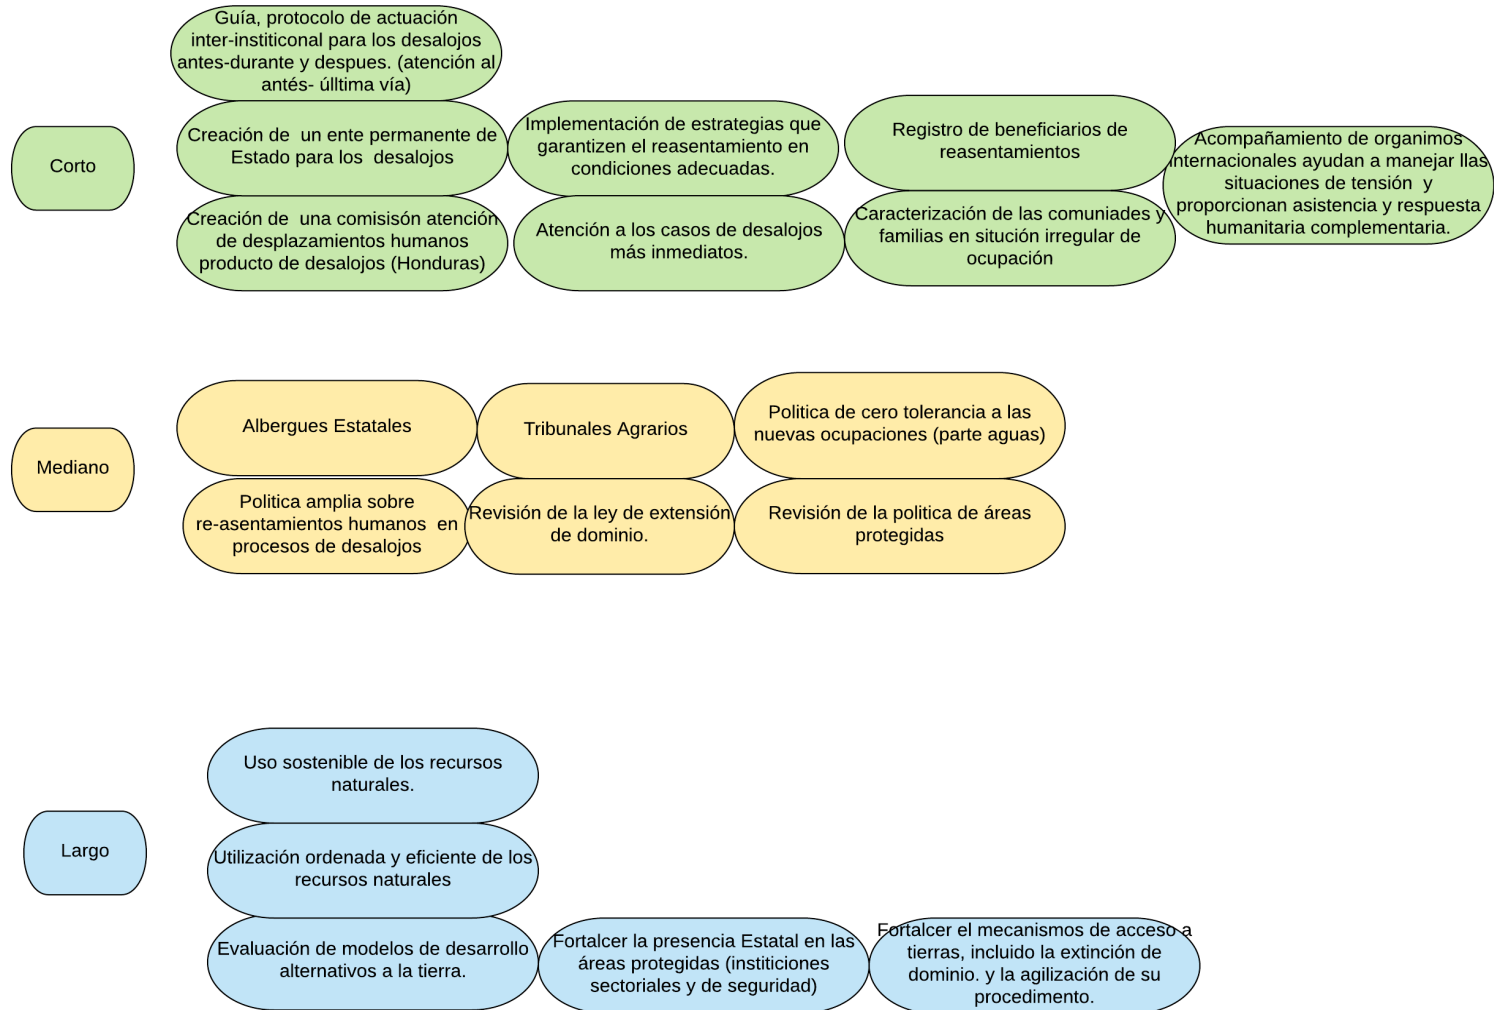 Corto
Guía, protocolo de actuación
inter-institiconal para los desalojos
antes-durante y despues. (atención al
antés- úlltima vía)
Creación de  un ente permanente de
Estado para los  desalojos
Creación de  una comisisón atención
de desplazamientos humanos
producto de desalojos (Honduras)
Implementación de estrategias que
garantizen el reasentamiento en
condiciones adecuadas.
Atención a los casos de desalojos
más inmediatos.
Registro de beneficiarios de
reasentamientos
Caracterización de las comuniades y
familias en situción irregular de
ocupación
Acompañamiento de organimos
internacionales ayudan a manejar llas
situaciones de tensión  y
proporcionan asistencia y respuesta
humanitaria complementaria.
Mediano
Albergues Estatales
Tribunales Agrarios
Politica de cero tolerancia a las
nuevas ocupaciones (parte aguas)
Politica amplia sobre
re-asentamientos humanos  en
procesos de desalojos
Revisión de la ley de extensión
de dominio.
Revisión de la politica de áreas
protegidas
Largo
Uso sostenible de los recursos
naturales.
Utilización ordenada y eficiente de los
recursos naturales
Evaluación de modelos de desarrollo
alternativos a la tierra.
Fortalcer la presencia Estatal en las
áreas protegidas (institiciones
sectoriales y de seguridad)
Fortalcer el mecanismos de acceso a
tierras, incluido la extinción de
dominio. y la agilización de su
procedimento.